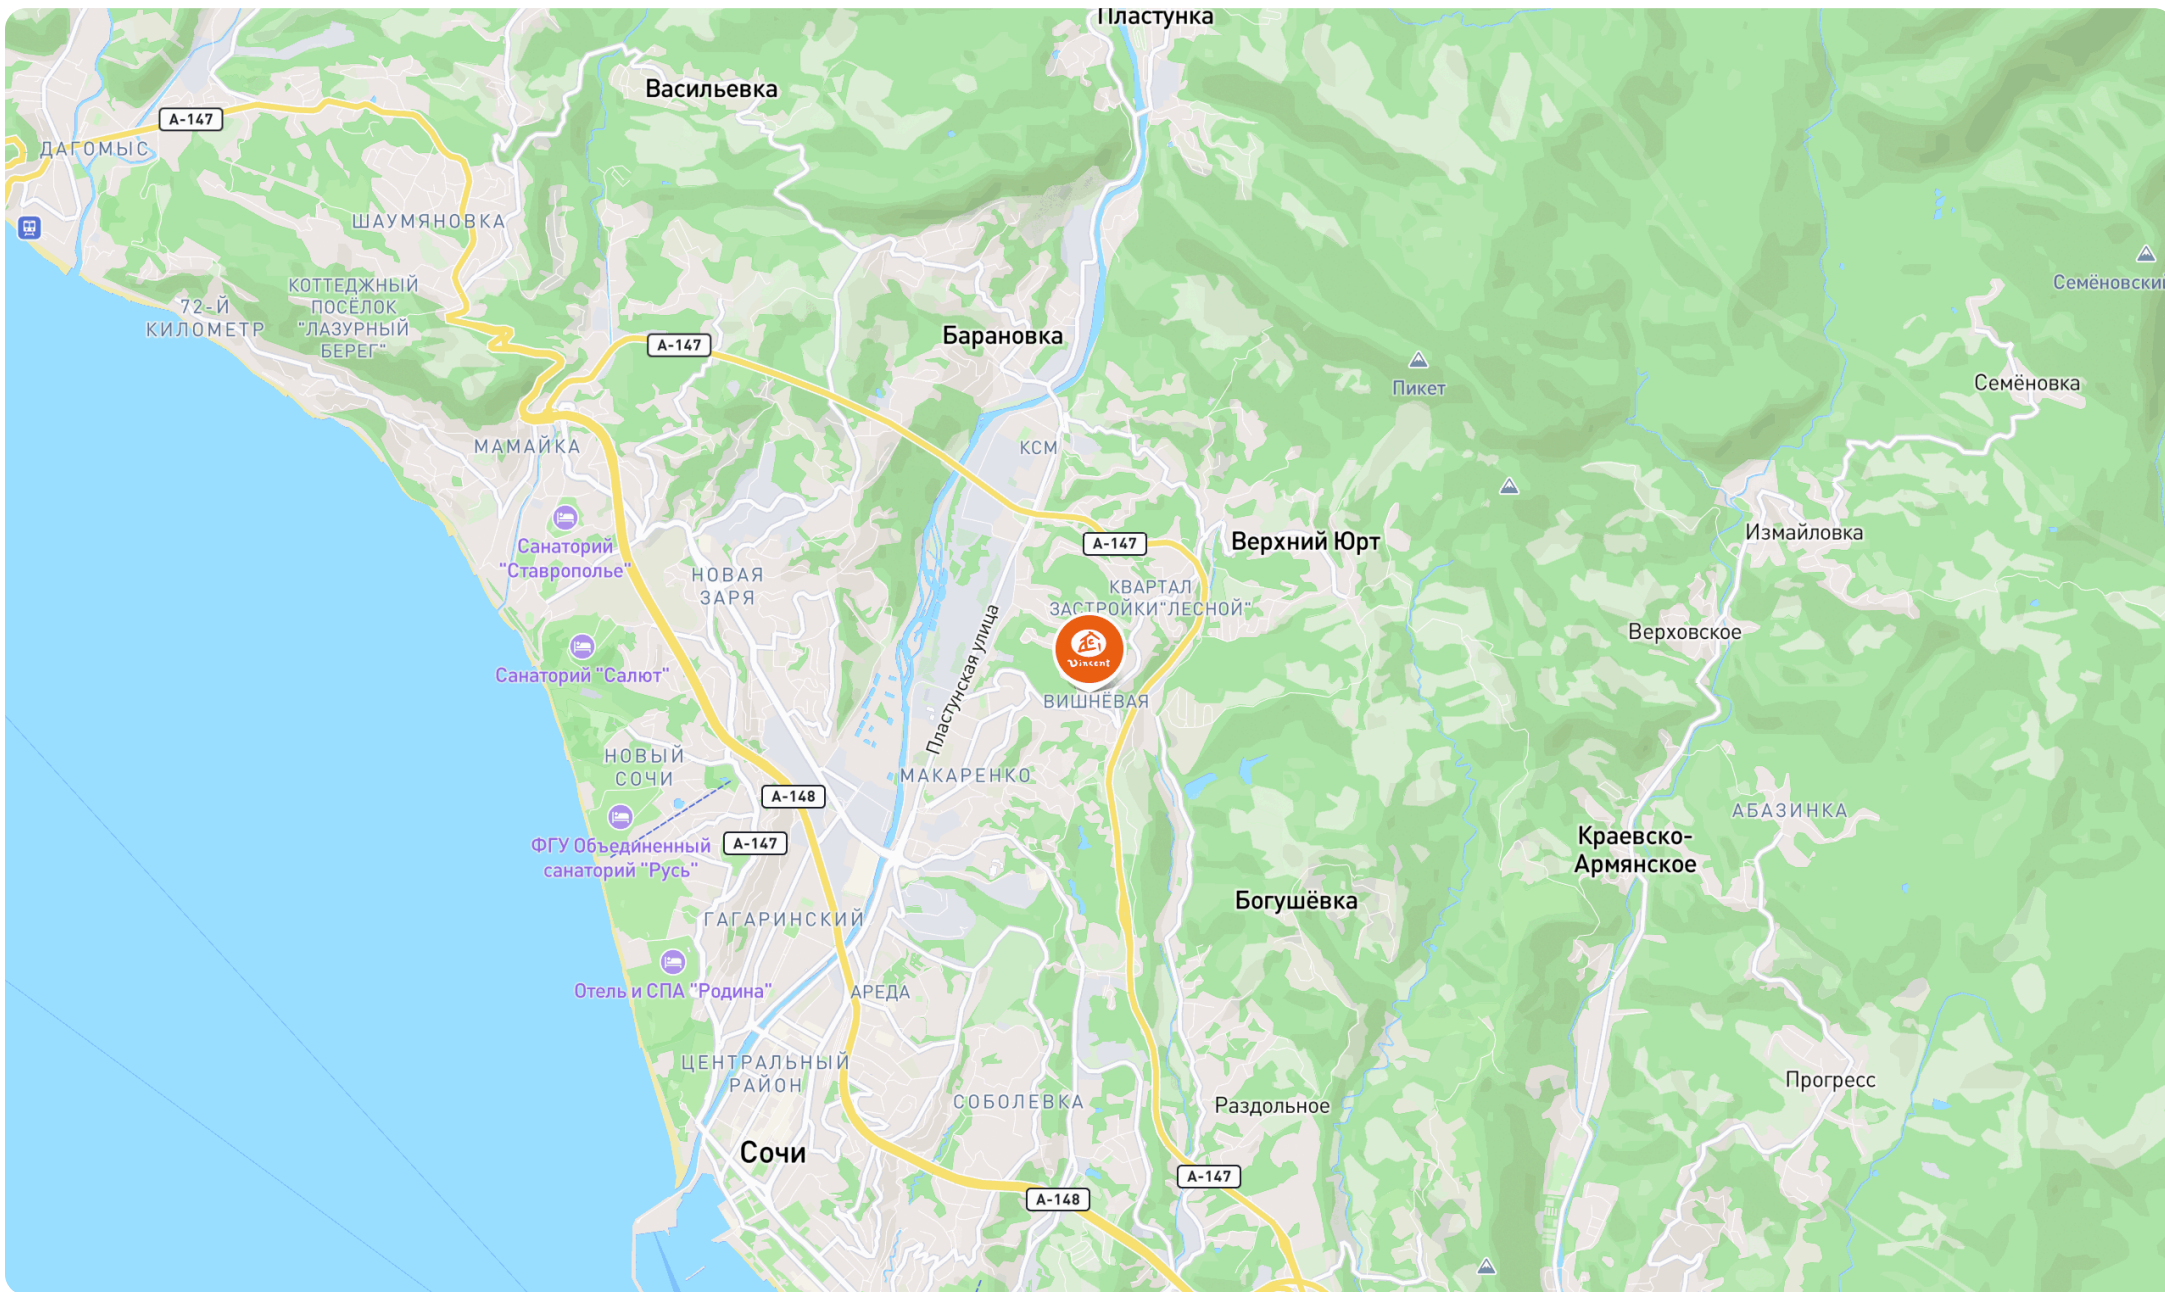 Пластунка
Васильевка
А-147
ДАГОМЫС
ШАУМЯНОВКА
Семёновский
КОТТЕДЖНЫЙ
ПОСЁЛОК
"ЛАЗУРНЫЙ
БЕРЕГ"
72-Й
КИЛОМЕТР
Барановка
А-147
Пикет
Семёновка
МАМАЙКА
КСМ
Измайловка
Верхний Юрт
А-147
Санаторий
"Ставрополье"
НОВАЯ
ЗАРЯ
КВАРТАЛ
ЗАСТРОЙКИ"ЛЕСНОЙ"
Верховское
Vincent
Санаторий "Салют"
Пластунская улица
ВИШНЁВАЯ
НОВЫЙ
СОЧИ
МАКАРЕНКО
А-148
АБАЗИНКА
А-147
ФГУ Объединенный
санаторий "Русь"
Краевско-
Армянское
Богушёвка
ГАГАРИНСКИЙ
Отель и СПА "Родина"
АРЕДА
ЦЕНТРАЛЬНЫЙ
РАЙОН
Прогресс
СОБОЛЕВКА
Раздольное
Сочи
А-147
А-148